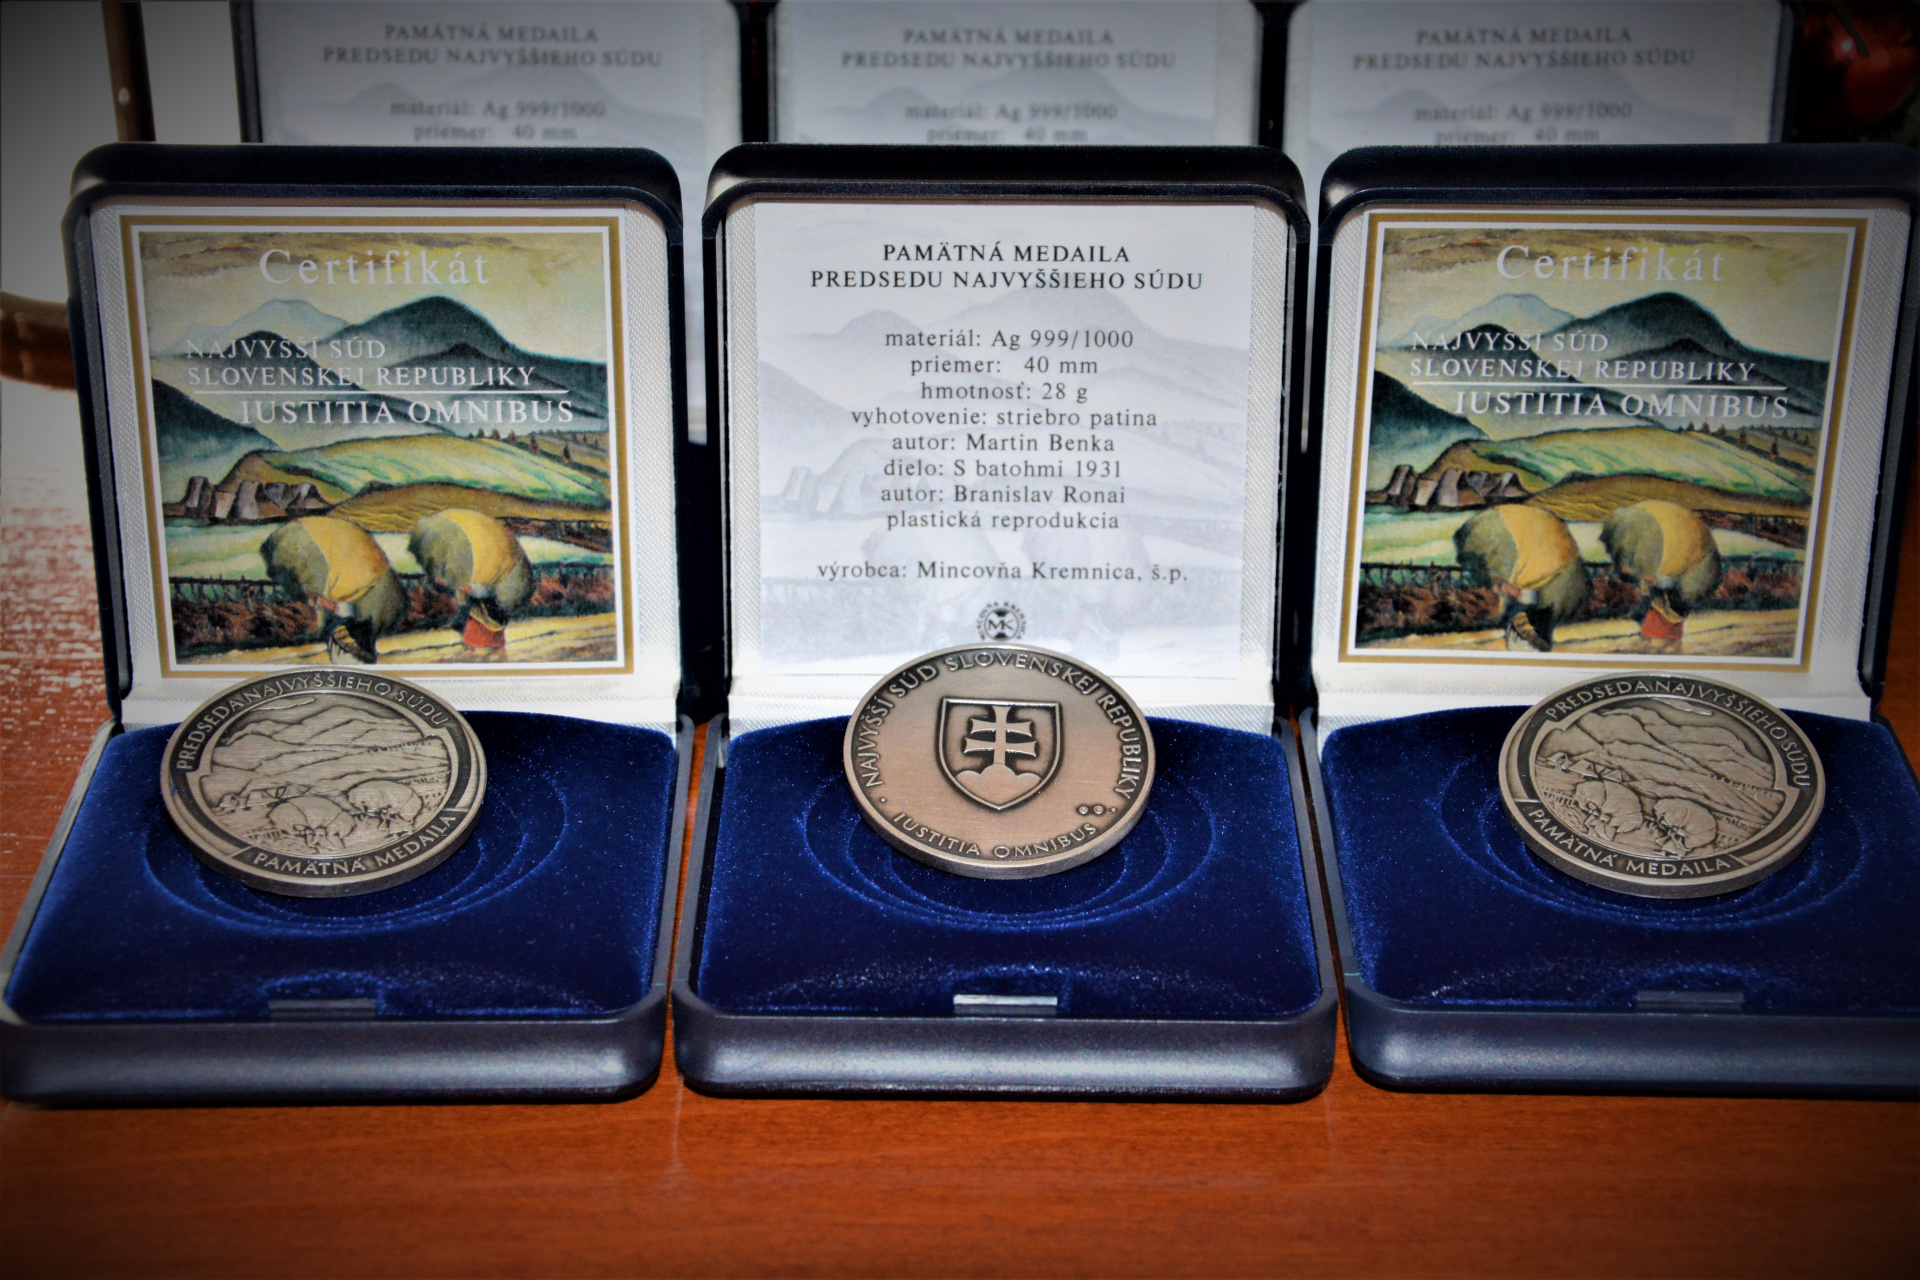 PAMÄTNÁ MEDAILA
PREDSEDU NAJVYŠŠIEHO SÚDU
materiál: Ag 999/1000
priemer: 40 mm
PAMÄTNÁ MEDAILA
PREDSEDU NAJVYŠŠIEHO SÚDU
materiál: Ag 999/1000
priemer: 40 mm
PAMÄTNÁ MEDAILA
PREDSEDU NAJVYŠŠIEHO SÚDU
materiál: Ag 999/1000
priemer: 40 mm
Certifikát
NAJVYŠŠÍ SÚD
SLOVENSKEJ REPUBLIKY
IUSTITIA OMNIBUS
PREDSEDA NAJVYŠŠIEHO SÚDU
PAMÄTNÁ MEDAILA
PAMÄTNÁ MEDAILA
PREDSEDU NAJVYŠŠIEHO SÚDU
materiál: Ag 999/1000
priemer: 40 mm
hmotnosť: 28 g
vyhotovenie: striebro patina
autor: Martin Benka
dielo: S batohmi 1931
autor: Branislav Ronai
plastická reprodukcia
výrobca: Mincovňa Kremnica, š.p.
MK
NAJVYŠŠÍ SÚD SLOVENSKEJ REPUBLIKY
IUSTITIA OMNIBUS
Certifikát
NAJVYŠŠÍ SÚD
SLOVENSKEJ REPUBLIKY
IUSTITIA OMNIBUS
PREDSEDA NAJVYŠŠIEHO SÚDU
PAMÄTNÁ MEDAILA